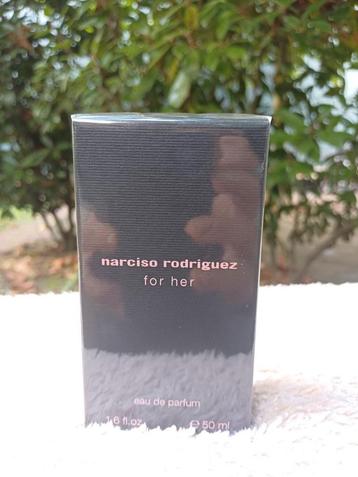 narciso rodriguez
for her
eau de parfum
1.6 fl.oz ℮ 50 ml